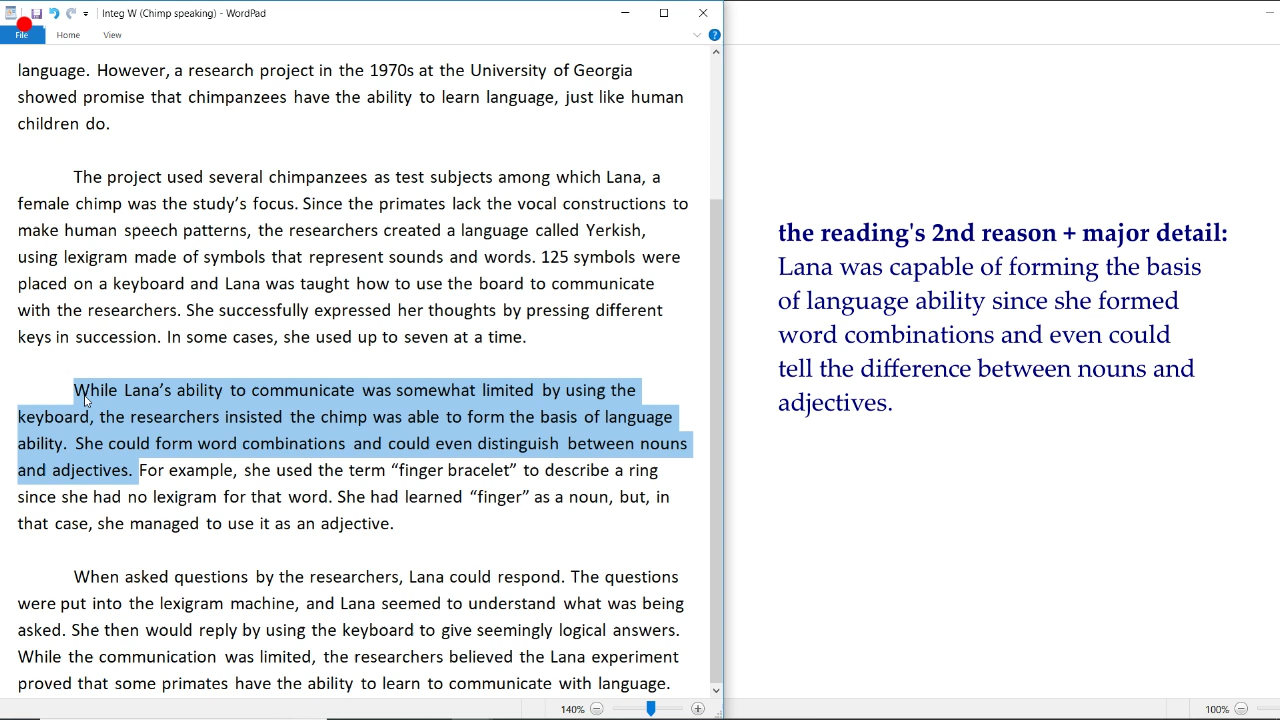 Integ W (Chimp speaking) - WordPad
File Home View
language. However, a research project in the 1970s at the University of Georgia
showed promise that chimpanzees have the ability to learn language, just like human
children do.
The project used several chimpanzees as test subjects among which Lana, a
female chimp was the study’s focus. Since the primates lack the vocal constructions to
make human speech patterns, the researchers created a language called Yerkish,
using lexigram made of symbols that represent sounds and words. 125 symbols were
placed on a keyboard and Lana was taught how to use the board to communicate
with the researchers. She successfully expressed her thoughts by pressing different
keys in succession. In some cases, she used up to seven at a time.
While Lana’s ability to communicate was somewhat limited by using the
keyboard, the researchers insisted the chimp was able to form the basis of language
ability. She could form word combinations and could even distinguish between nouns
and adjectives. For example, she used the term “finger bracelet” to describe a ring
since she had no lexigram for that word. She had learned “finger” as a noun, but, in
that case, she managed to use it as an adjective.
When asked questions by the researchers, Lana could respond. The questions
were put into the lexigram machine, and Lana seemed to understand what was being
asked. She then would reply by using the keyboard to give seemingly logical answers.
While the communication was limited, the researchers believed the Lana experiment
proved that some primates have the ability to learn to communicate with language.
140%
the reading's 2nd reason + major detail:
Lana was capable of forming the basis
of language ability since she formed
word combinations and even could
tell the difference between nouns and
adjectives.
100%